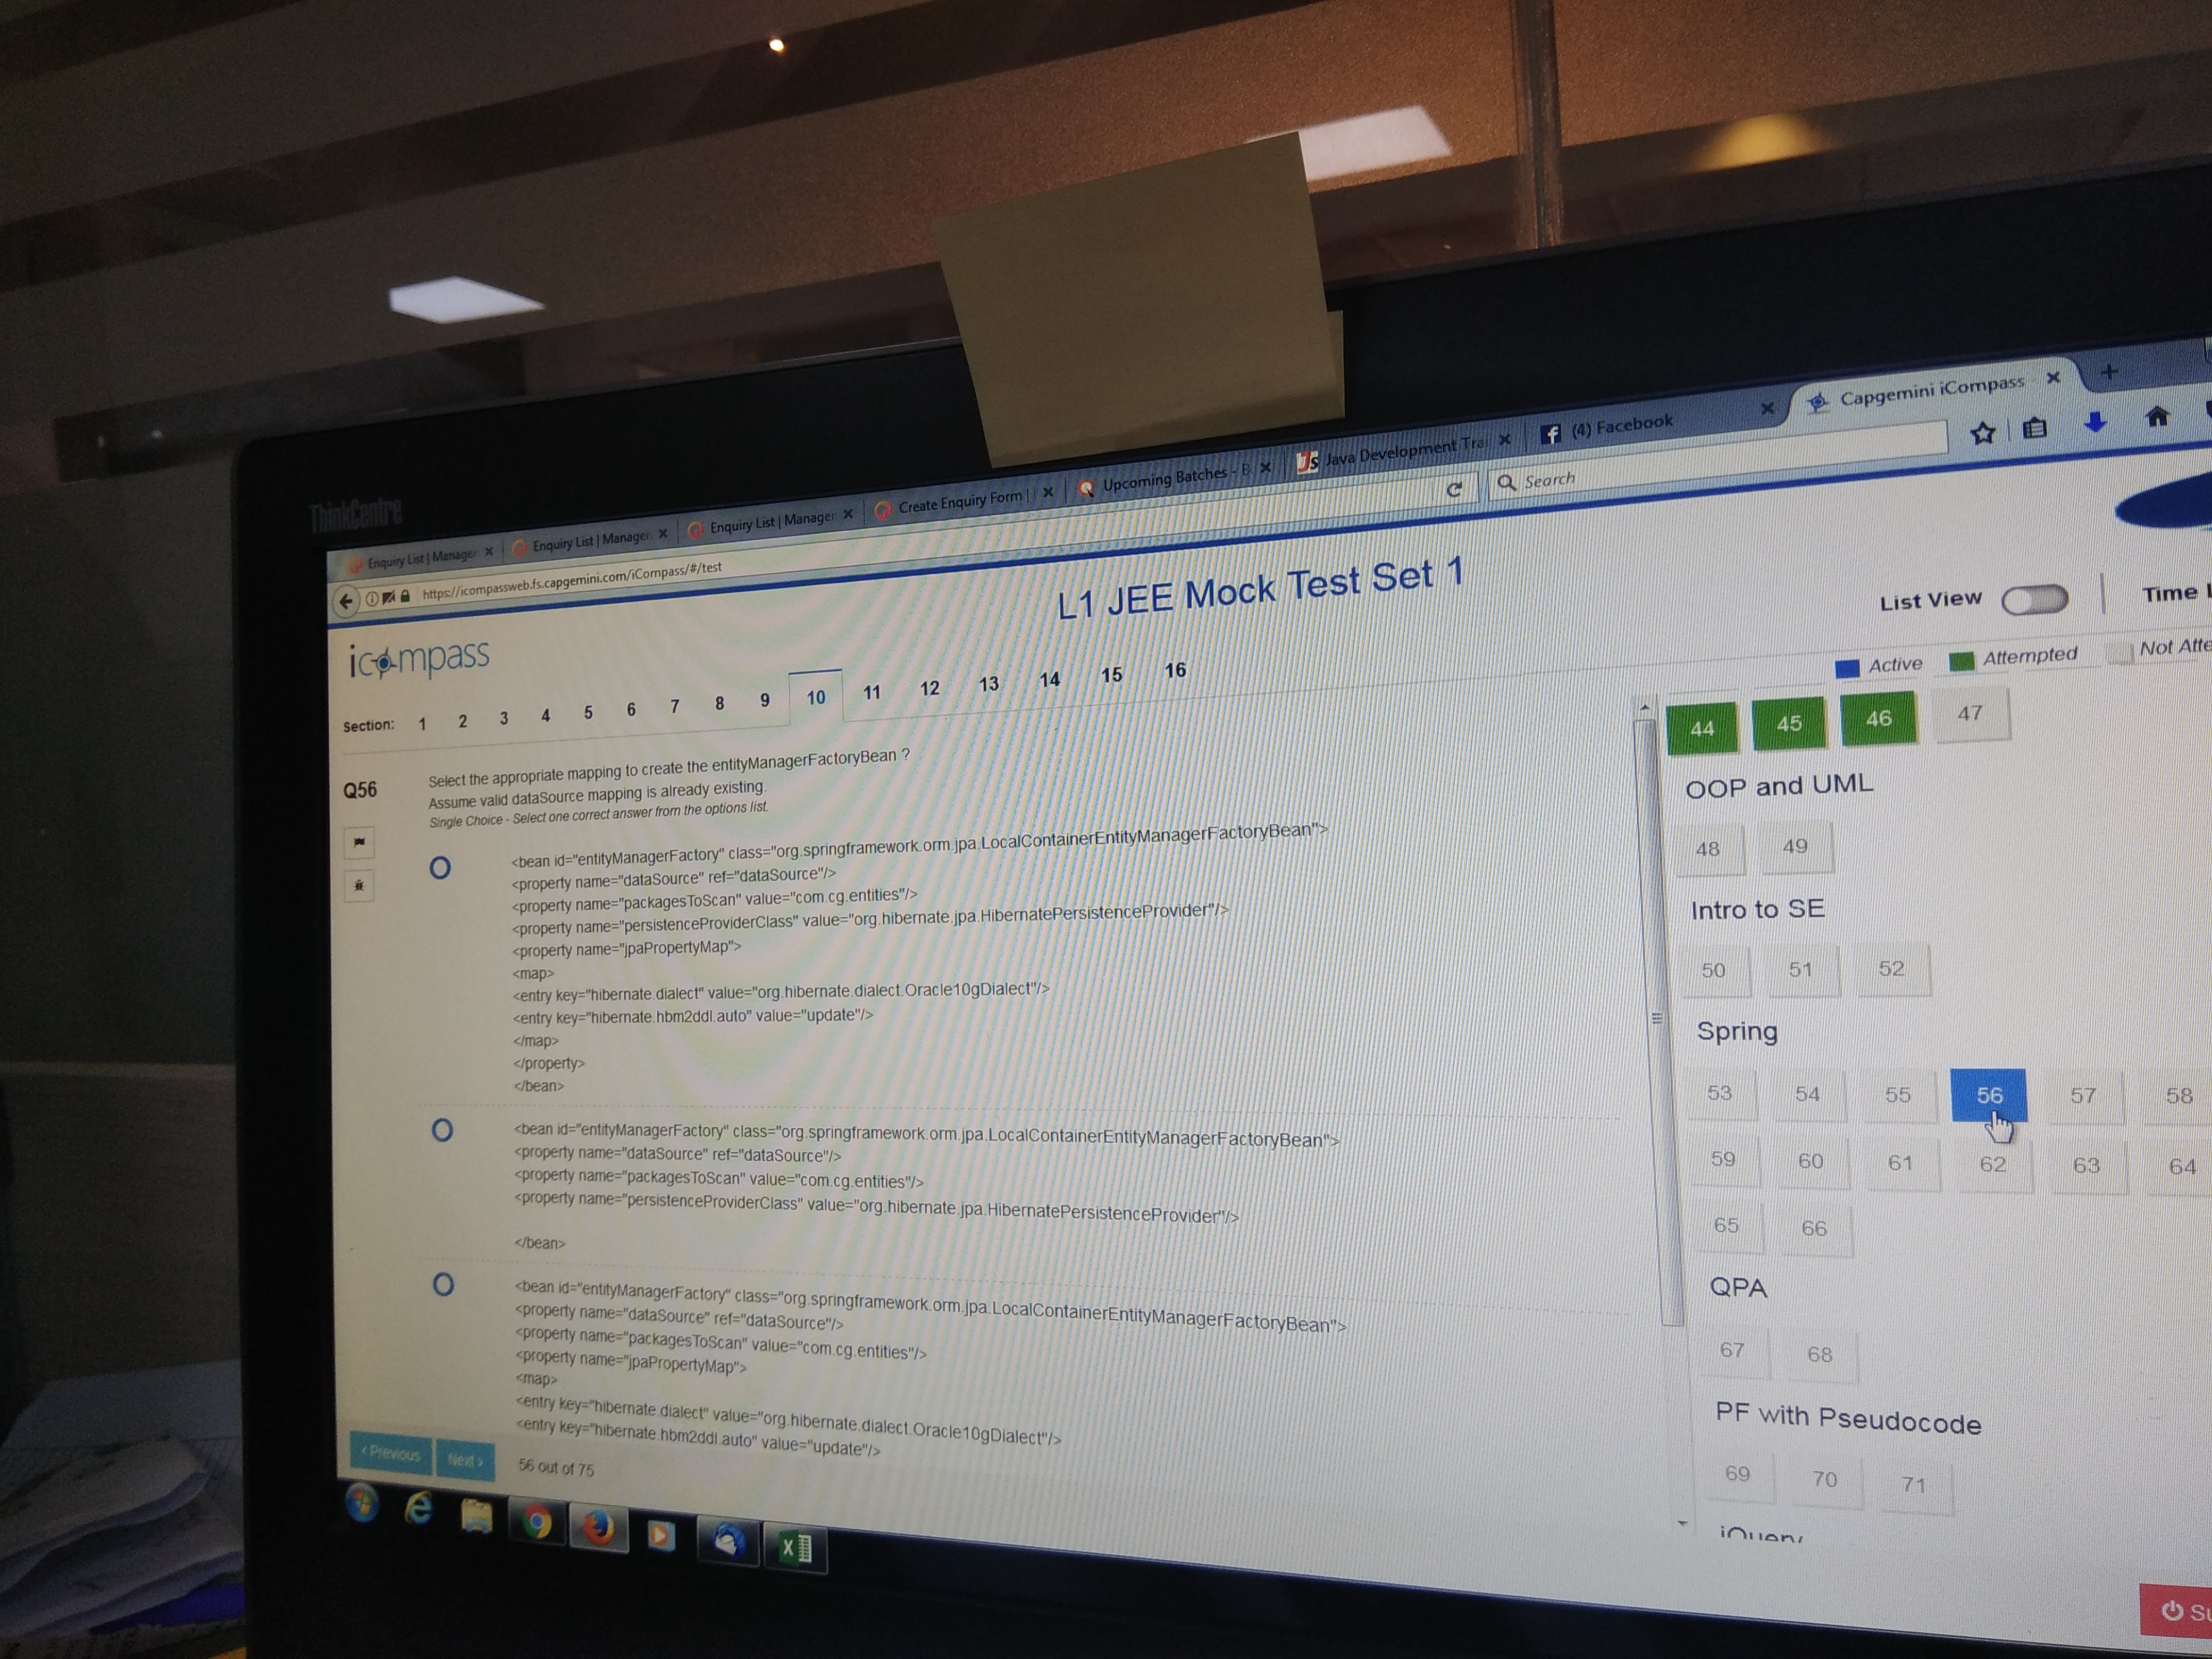 ThinkCentre
Enquiry List | Manager
Enquiry List | Manager
Enquiry List | Manager
Create Enquiry Form |
Upcoming Batches - B
Java Development Tra
(4) Facebook
Capgemini iCompass
https://icompassweb.fs.capgemini.com/iCompass/#/test
Search
L1 JEE Mock Test Set 1
List View
Time
icompass
Active
Attempted
Not Atte
Section: 1 2 3 4 5 6 7 8 9 10 11 12 13 14 15 16
Q56
Select the appropriate mapping to create the entityManagerFactoryBean ?
Assume valid dataSource mapping is already existing.
Single Choice - Select one correct answer from the options list.
<bean id="entityManagerFactory" class="org.springframework.orm.jpa.LocalContainerEntityManagerFactoryBean">
<property name="dataSource" ref="dataSource"/>
<property name="packagesToScan" value="com.cg.entities"/>
<property name="persistenceProviderClass" value="org.hibernate.jpa.HibernatePersistenceProvider"/>
<property name="jpaPropertyMap">
<map>
<entry key="hibernate.dialect" value="org.hibernate.dialect.Oracle10gDialect"/>
<entry key="hibernate.hbm2ddl.auto" value="update"/>
</map>
</property>
</bean>
<bean id="entityManagerFactory" class="org.springframework.orm.jpa.LocalContainerEntityManagerFactoryBean">
<property name="dataSource" ref="dataSource"/>
<property name="packagesToScan" value="com.cg.entities"/>
<property name="persistenceProviderClass" value="org.hibernate.jpa.HibernatePersistenceProvider"/>
</bean>
<bean id="entityManagerFactory" class="org.springframework.orm.jpa.LocalContainerEntityManagerFactoryBean">
<property name="dataSource" ref="dataSource"/>
<property name="packagesToScan" value="com.cg.entities"/>
<property name="jpaPropertyMap">
<map>
<entry key="hibernate.dialect" value="org.hibernate.dialect.Oracle10gDialect"/>
<entry key="hibernate.hbm2ddl.auto" value="update"/>
< Previous
Next >
56 out of 75
44 45 46 47
OOP and UML
48 49
Intro to SE
50 51 52
Spring
53 54 55 56 57 58
59 60 61 62 63 64
65 66
QPA
67 68
PF with Pseudocode
69 70 71
Su